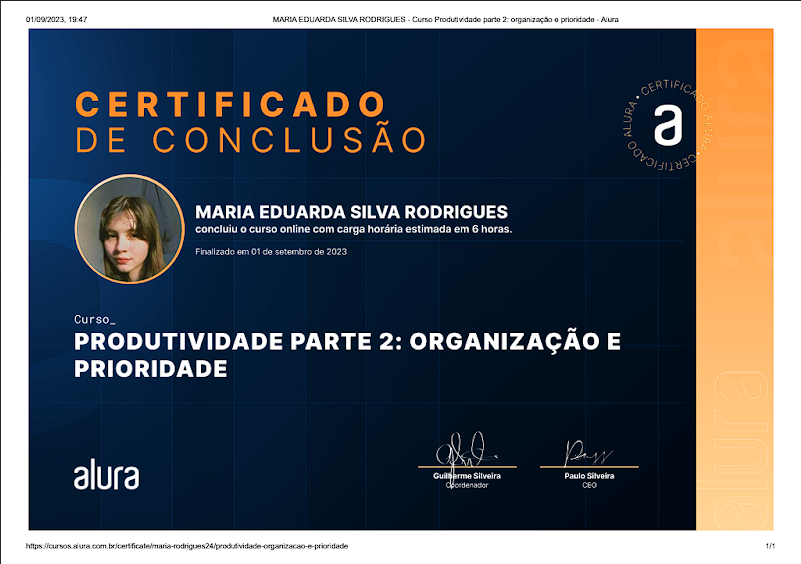 01/09/2023, 19:47
MARIA EDUARDA SILVA RODRIGUES - Curso Produtividade parte 2: organização e prioridade - Alura
CERTIFICADO
DE CONCLUSÃO
CERTIFICADO ALURA • CERTIFICADO ALURA •
a
MARIA EDUARDA SILVA RODRIGUES
concluiu o curso online com carga horária estimada em 6 horas.
Finalizado em 01 de setembro de 2023
Curso_
PRODUTIVIDADE PARTE 2: ORGANIZAÇÃO E
PRIORIDADE
alura
Guilherme Silveira
Coordenador
Paulo Silveira
CEO
alura
alura
alura
https://cursos.alura.com.br/certificate/maria-rodrigues24/produtividade-organizacao-e-prioridade
1/1